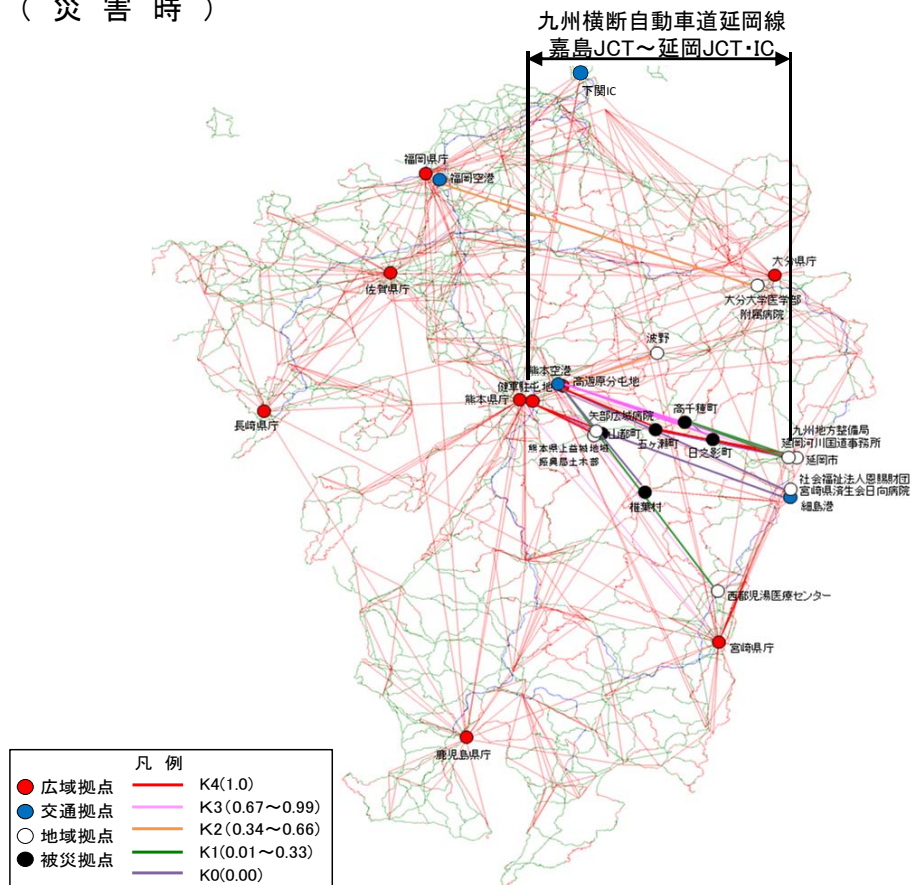 (災害時)
九州横断自動車道延岡線
嘉島JCT～延岡JCT・IC
下関IC
福岡県庁
福岡空港
大分県庁
佐賀県庁
大分大学医学部
附属病院
波野
熊本空港
高遊原分屯地
健軍駐屯地
熊本県庁
長崎県庁
矢部広域病院
高千穂町
山都町
五ヶ瀬町
日之影町
九州地方整備局
延岡河川国道事務所
延岡市
熊本県上益城地域
振興局土木部
社会福祉法人恩賜財団
宮崎県済生会日向病院
細島港
椎葉村
西都児湯医療センター
宮崎県庁
鹿児島県庁
凡例
広域拠点
交通拠点
地域拠点
被災拠点
K4(1.0)
K3(0.67～0.99)
K2(0.34～0.66)
K1(0.01～0.33)
K0(0.00)